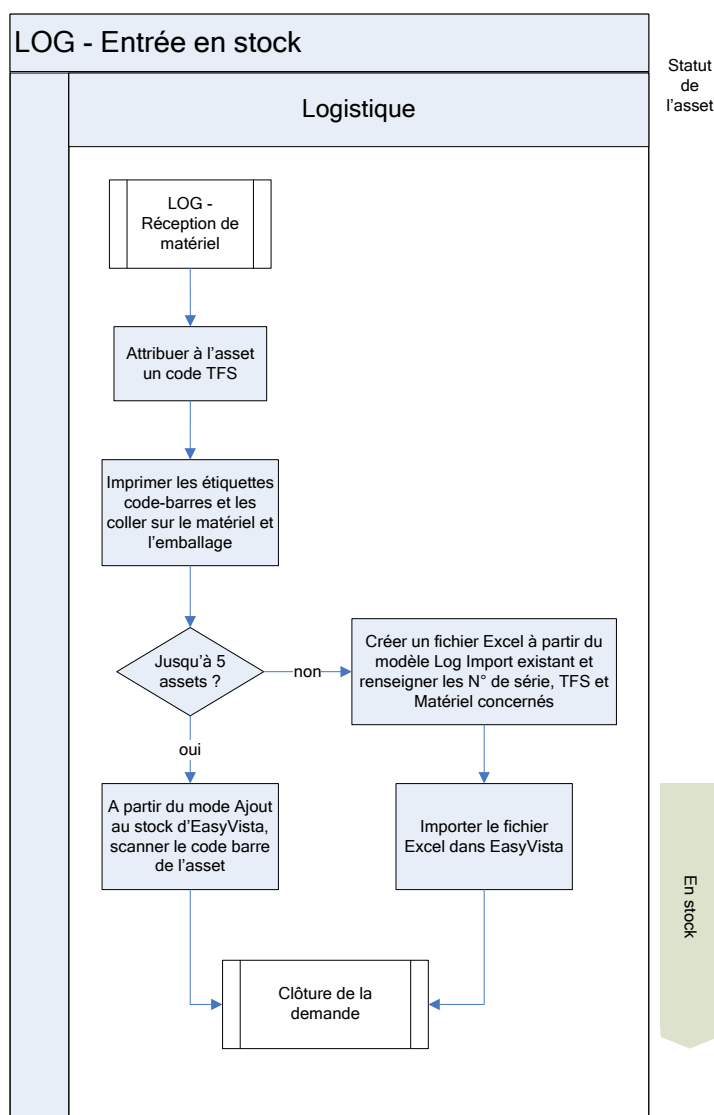 LOG - Entrée en stock
Statut
de
l’asset
Logistique
LOG -
Réception de
matériel
Attribuer à l’asset
un code TFS
Imprimer les étiquettes
code-barres et les
coller sur le matériel et
l’emballage
Jusqu’à 5
assets ?
non
Créer un fichier Excel à partir du
modèle Log Import existant et
renseigner les N° de série, TFS et
Matériel concernés
oui
A partir du mode Ajout
au stock d’EasyVista,
scanner le code barre
de l’asset
Importer le fichier
Excel dans EasyVista
En stock
Clôture de la
demande